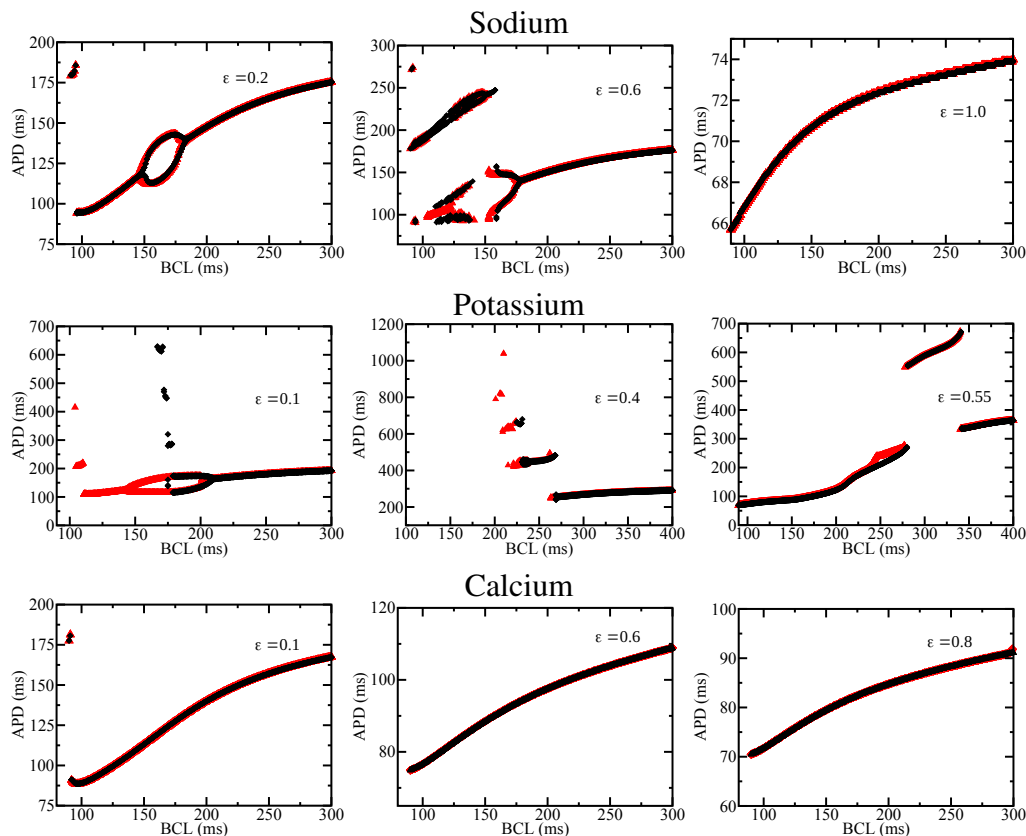 Sodium
200
175
150
125
100
75
APD (ms)
ε =0.2
100 150 200 250 300
BCL (ms)
300
250
200
150
100
APD (ms)
ε =0.6
100 150 200 250 300
BCL (ms)
74
72
70
68
66
APD (ms)
ε =1.0
100 150 200 250 300
BCL (ms)
Potassium
700
600
500
400
300
200
100
0
APD (ms)
ε =0.1
100 150 200 250 300
BCL (ms)
1200
1000
800
600
400
200
APD (ms)
ε =0.4
100 150 200 250 300 350 400
BCL (ms)
700
600
500
400
300
200
100
0
APD (ms)
ε =0.55
100 150 200 250 300 350 400
BCL (ms)
Calcium
200
175
150
125
100
75
APD (ms)
ε =0.1
100 150 200 250 300
BCL (ms)
120
100
80
APD (ms)
ε =0.6
100 150 200 250 300
BCL (ms)
100
90
80
70
60
APD (ms)
ε =0.8
100 150 200 250 300
BCL (ms)